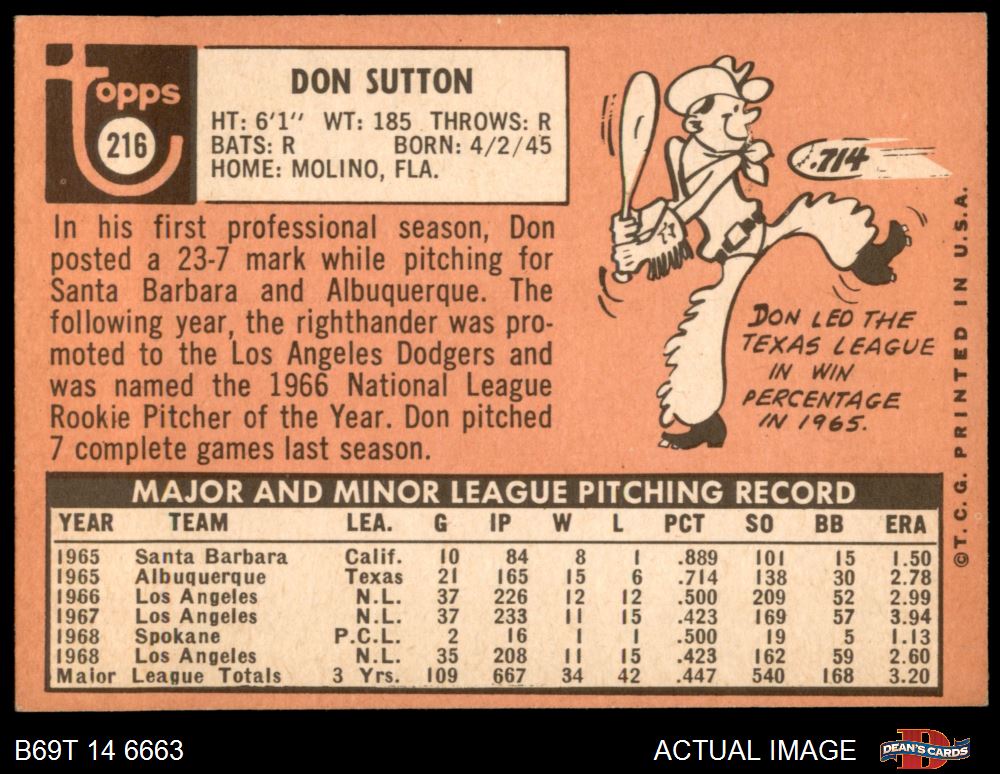 Topps
216
DON SUTTON
HT: 6'1" WT: 185 THROWS: R
BATS: R BORN: 4/2/45
HOME: MOLINO, FLA.
In his first professional season, Don
posted a 23-7 mark while pitching for
Santa Barbara and Albuquerque. The
following year, the righthander was pro-
moted to the Los Angeles Dodgers and
was named the 1966 National League
Rookie Pitcher of the Year. Don pitched
7 complete games last season.
.714
DON LED THE
TEXAS LEAGUE
IN WIN
PERCENTAGE
IN 1965.
©T. C. G. PRINTED IN U.S.A.
MAJOR AND MINOR LEAGUE PITCHING RECORD
YEAR TEAM LEA. G IP W L PCT SO BB ERA
1965 Santa Barbara Calif. 10 84 8 1 .889 101 15 1.50
1965 Albuquerque Texas 21 165 15 6 .714 138 30 2.78
1966 Los Angeles N.L. 37 226 12 12 .500 209 52 2.99
1967 Los Angeles N.L. 37 233 11 15 .423 169 57 3.94
1968 Spokane P.C.L. 2 16 1 1 .500 19 5 1.13
1968 Los Angeles N.L. 35 208 11 15 .423 162 59 2.60
Major League Totals 3 Yrs. 109 667 34 42 .447 540 168 3.20
B69T 14 6663
ACTUAL IMAGE
DEAN'S CARDS